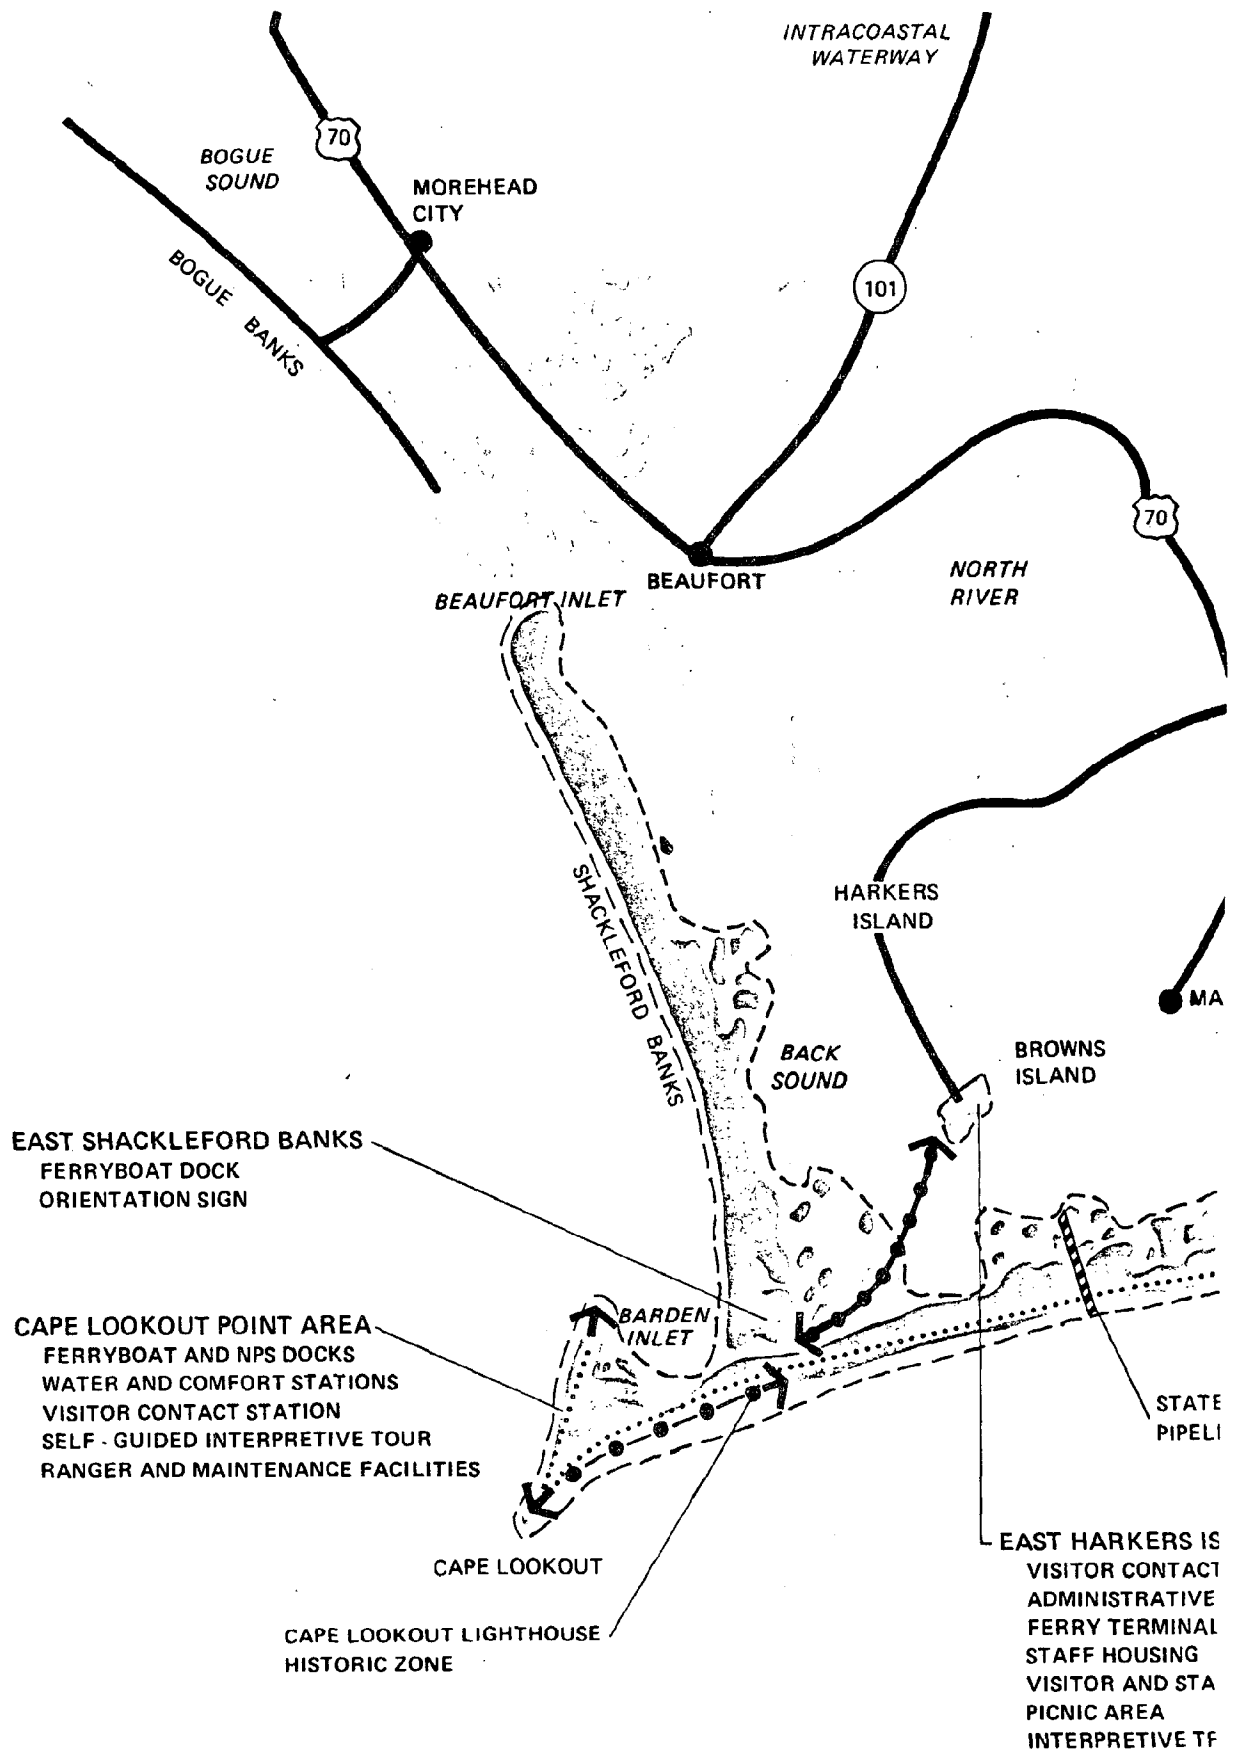 INTRACOASTAL
WATERWAY
70
BOGUE
SOUND
MOREHEAD
CITY
BOGUE BANKS
101
70
BEAUFORT
NORTH
RIVER
BEAUFORT INLET
SHACKLEFORD BANKS
HARKERS
ISLAND
MA
BACK
SOUND
BROWNS
ISLAND
EAST SHACKLEFORD BANKS
FERRYBOAT DOCK
ORIENTATION SIGN
BARDEN
INLET
CAPE LOOKOUT POINT AREA
FERRYBOAT AND NPS DOCKS
WATER AND COMFORT STATIONS
VISITOR CONTACT STATION
SELF - GUIDED INTERPRETIVE TOUR
RANGER AND MAINTENANCE FACILITIES
STATE
PIPELI
CAPE LOOKOUT
CAPE LOOKOUT LIGHTHOUSE
HISTORIC ZONE
EAST HARKERS IS
VISITOR CONTACT
ADMINISTRATIVE
FERRY TERMINAL
STAFF HOUSING
VISITOR AND STA
PICNIC AREA
INTERPRETIVE